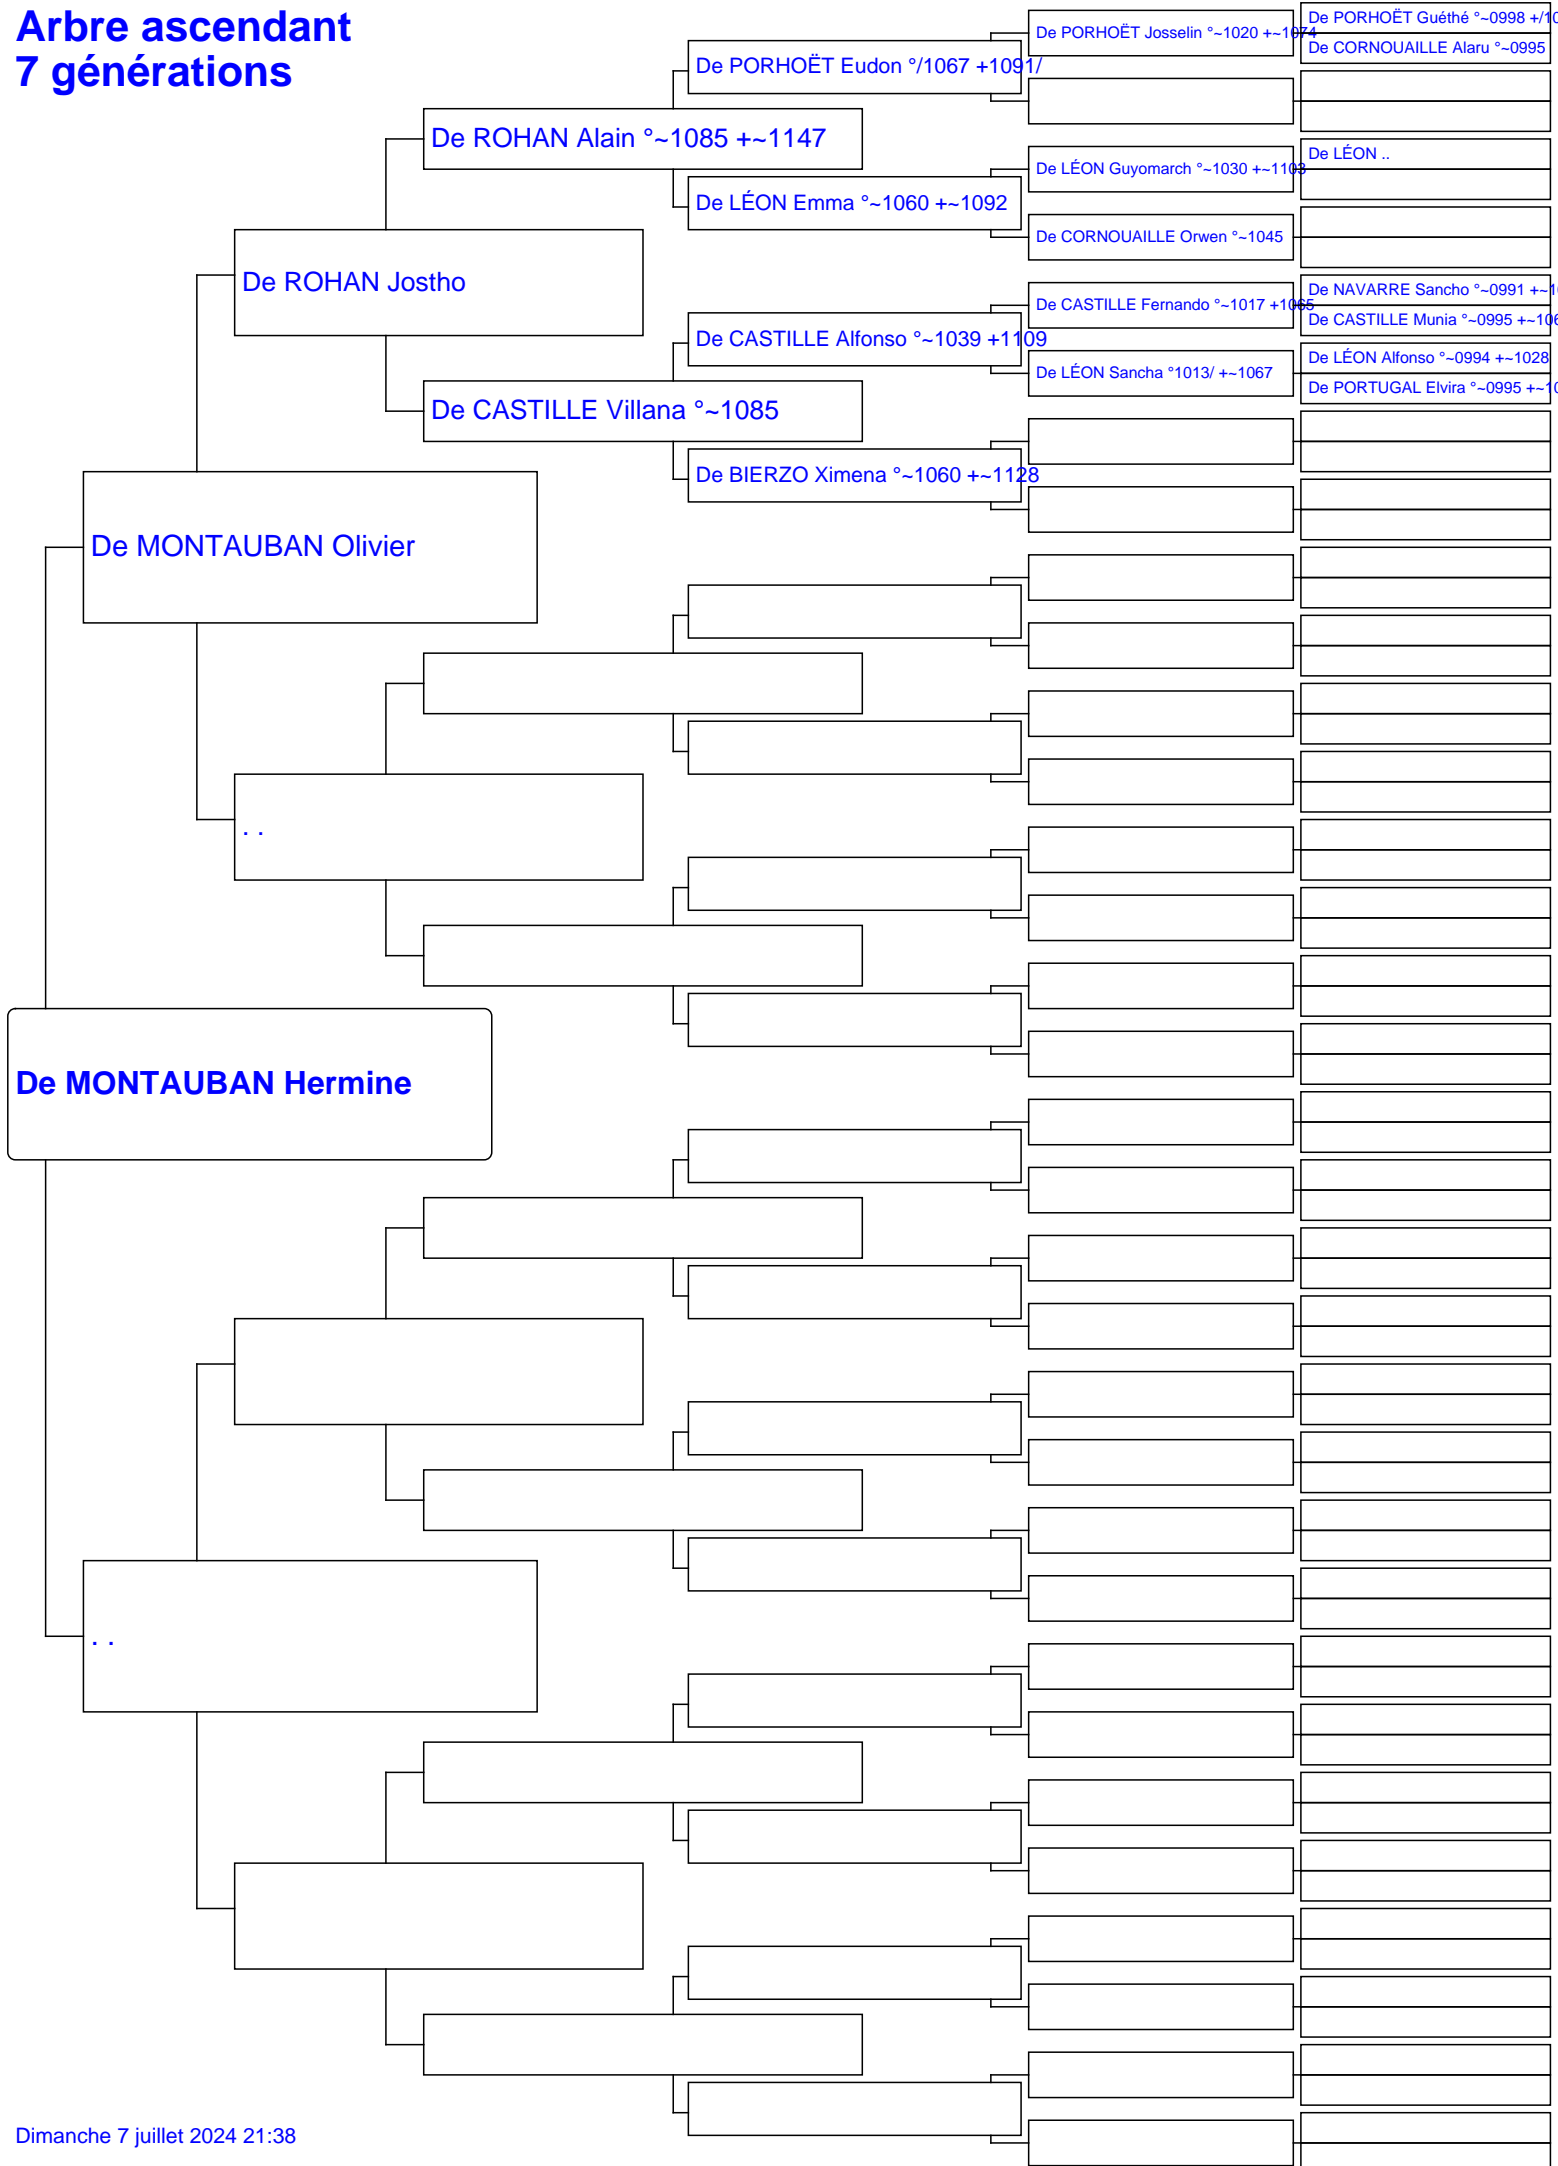 Arbre ascendant
7 générations
De PORHOËT Guéthé °~0998 +/10
De PORHOËT Josselin °~1020 +~1074
De CORNOUAILLE Alaru °~0995
De PORHOËT Eudon °/1067 +1091/
De ROHAN Alain °~1085 +~1147
De LÉON ..
De LÉON Guyomarch °~1030 +~1103
De LÉON Emma °~1060 +~1092
De CORNOUAILLE Orwen °~1045
De ROHAN Jostho
De NAVARRE Sancho °~0991 +~10
De CASTILLE Fernando °~1017 +1065
De CASTILLE Munia °~0995 +~106
De CASTILLE Alfonso °~1039 +1109
De LÉON Alfonso °~0994 +~1028
De LÉON Sancha °1013/ +~1067
De PORTUGAL Elvira °~0995 +~10
De CASTILLE Villana °~1085
De BIERZO Ximena °~1060 +~1128
De MONTAUBAN Olivier
. .
De MONTAUBAN Hermine
. .
Dimanche 7 juillet 2024 21:38